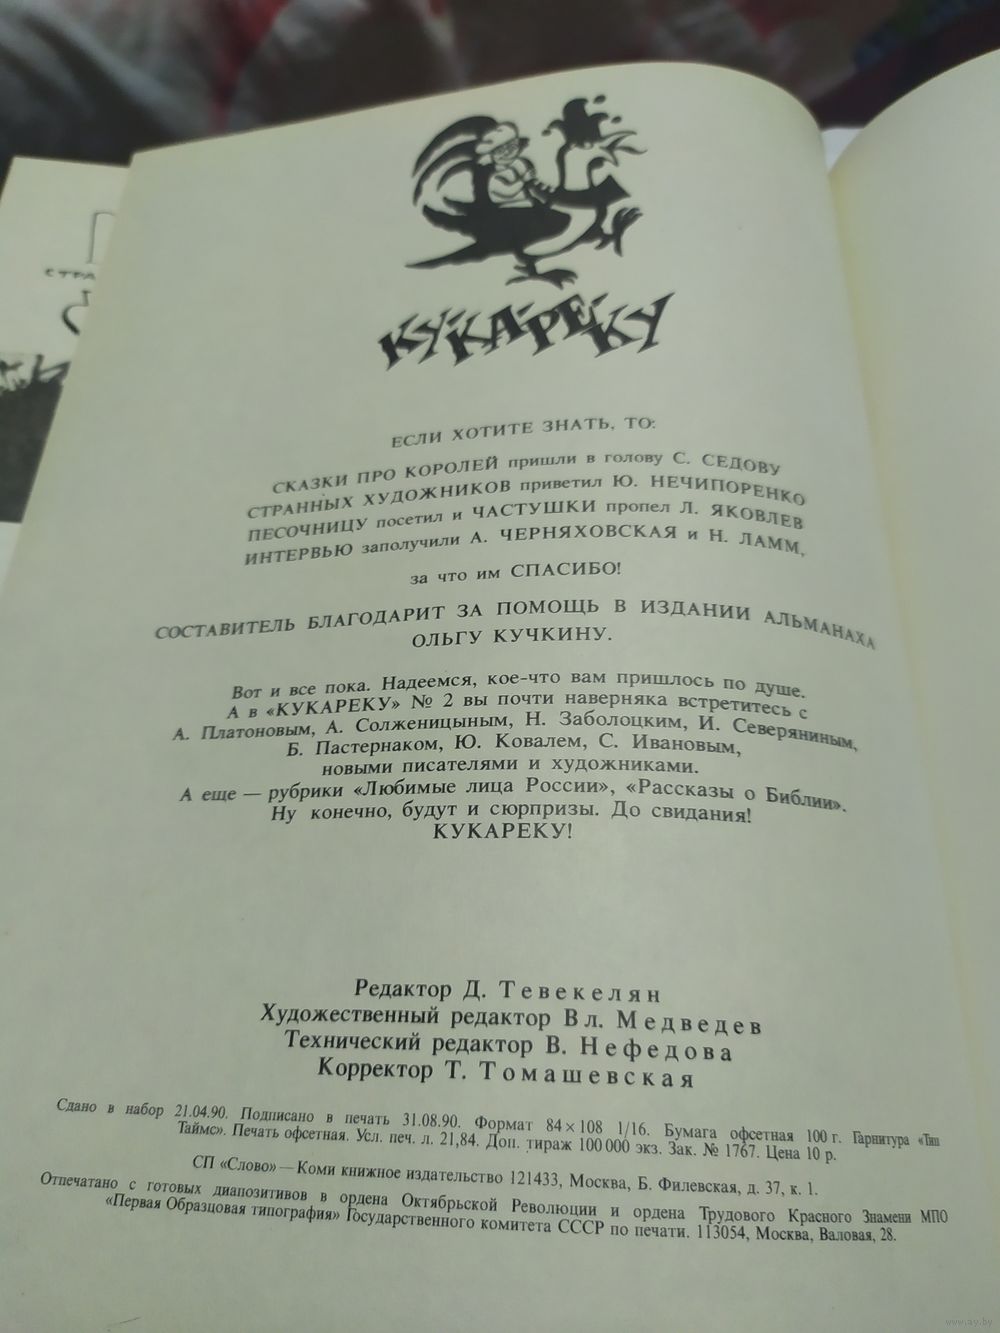 СТРА
КУКАРЕКУ
ЕСЛИ ХОТИТЕ ЗНАТЬ, ТО:
СКАЗКИ ПРО КОРОЛЕЙ пришли в голову С. СЕДОВУ
СТРАННЫХ ХУДОЖНИКОВ приветил Ю. НЕЧИПОРЕНКО
ПЕСОЧНИЦУ посетил и ЧАСТУШКИ пропел Л. ЯКОВЛЕВ
ИНТЕРВЬЮ заполучили А. ЧЕРНЯХОВСКАЯ и Н. ЛАММ,
за что им СПАСИБО!
СОСТАВИТЕЛЬ БЛАГОДАРИТ ЗА ПОМОЩЬ В ИЗДАНИИ АЛЬМАНАХА
ОЛЬГУ КУЧКИНУ.
Вот и все пока. Надеемся, кое-что вам пришлось по душе.
А в «КУКАРЕКУ» № 2 вы почти наверняка встретитесь с
А. Платоновым, А. Солженицыным, Н. Заболоцким, И. Северяниным,
Б. Пастернаком, Ю. Ковалем, С. Ивановым,
новыми писателями и художниками.
А еще — рубрики «Любимые лица России», «Рассказы о Библии».
Ну конечно, будут и сюрпризы. До свидания!
КУКАРЕКУ!
Редактор Д. Тевекелян
Художественный редактор Вл. Медведев
Технический редактор В. Нефедова
Корректор Т. Томашевская
Сдано в набор 21.04.90. Подписано в печать 31.08.90. Формат 84×108 1/16. Бумага офсетная 100 г. Гарнитура «Тип
Таймс». Печать офсетная. Усл. печ. л. 21,84. Доп. тираж 100 000 экз. Зак. № 1767. Цена 10 р.
СП «Слово» — Коми книжное издательство 121433, Москва, Б. Филевская, д. 37, к. 1.
Отпечатано с готовых диапозитивов в ордена Октябрьской Революции и ордена Трудового Красного Знамени МПО
«Первая Образцовая типография» Государственного комитета СССР по печати. 113054, Москва, Валовая, 28.
www.ay.by